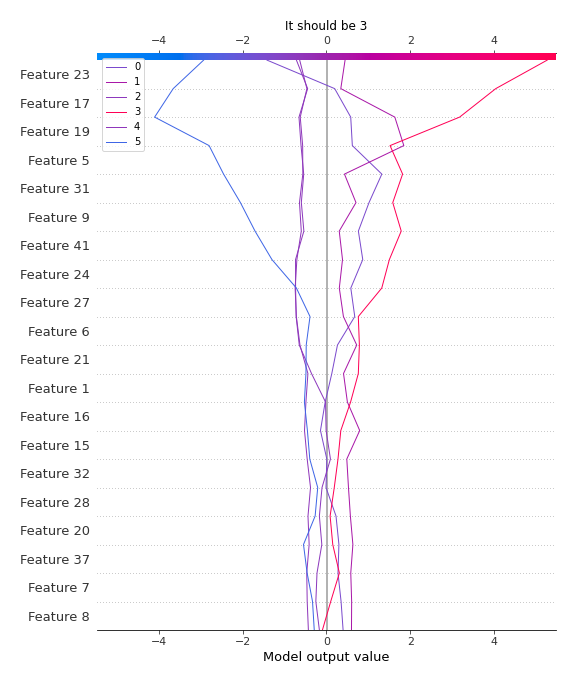 It should be 3
−4 −2 0 2 4
0
1
2
3
4
5
Feature 23
Feature 17
Feature 19
Feature 5
Feature 31
Feature 9
Feature 41
Feature 24
Feature 27
Feature 6
Feature 21
Feature 1
Feature 16
Feature 15
Feature 32
Feature 28
Feature 20
Feature 37
Feature 7
Feature 8
−4 −2 0 2 4
Model output value